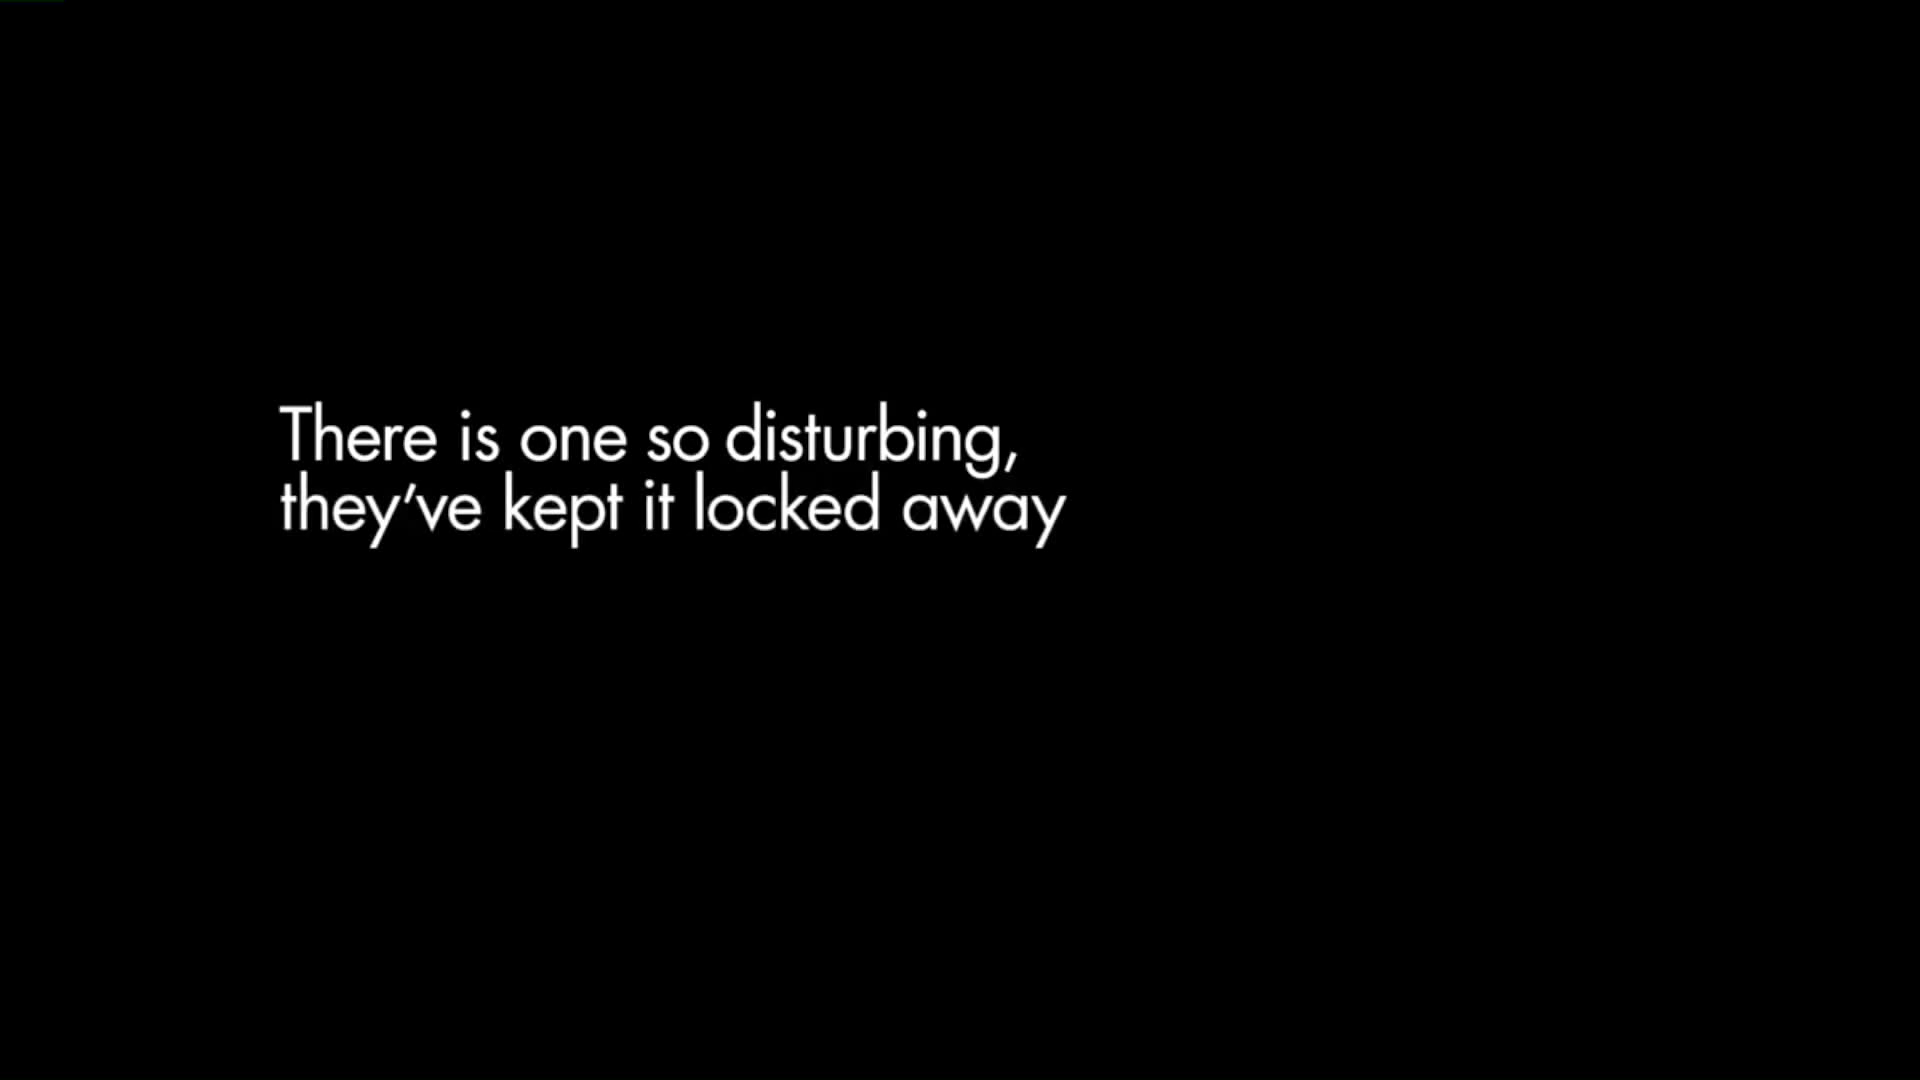 There is one so disturbing,
they’ve kept it locked away